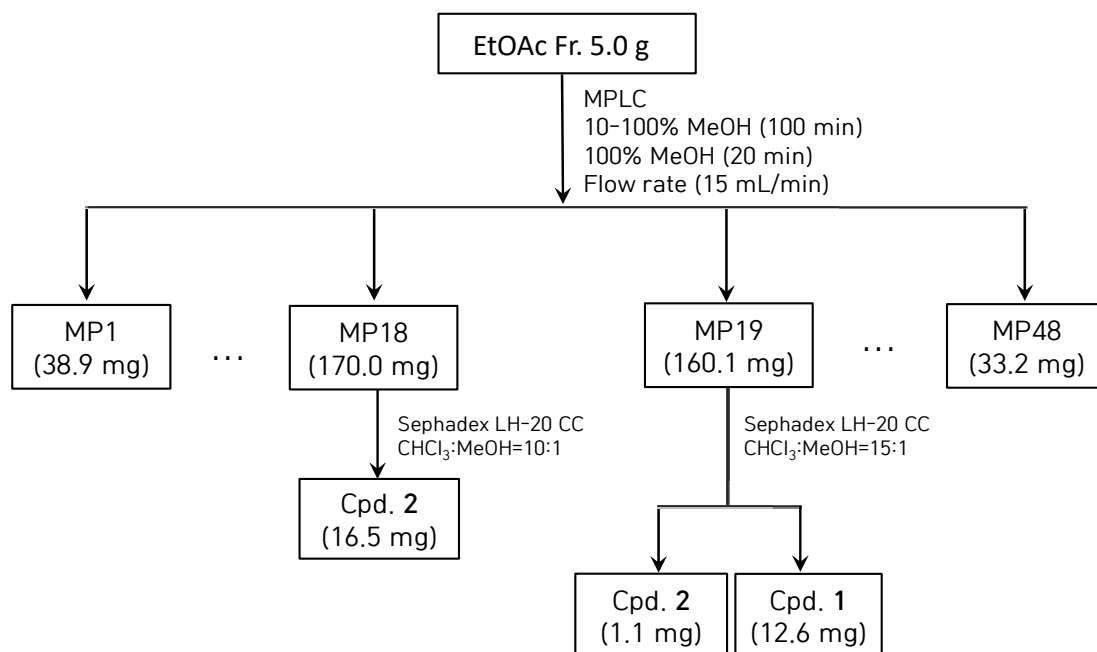 EtOAc Fr. 5.0 g
MPLC
10-100% MeOH (100 min)
100% MeOH (20 min)
Flow rate (15 mL/min)
MP1
(38.9 mg)
...
MP18
(170.0 mg)
MP19
(160.1 mg)
...
MP48
(33.2 mg)
Sephadex LH-20 CC
CHCl₃:MeOH=10:1
Sephadex LH-20 CC
CHCl₃:MeOH=15:1
Cpd. 2
(16.5 mg)
Cpd. 2
(1.1 mg)
Cpd. 1
(12.6 mg)